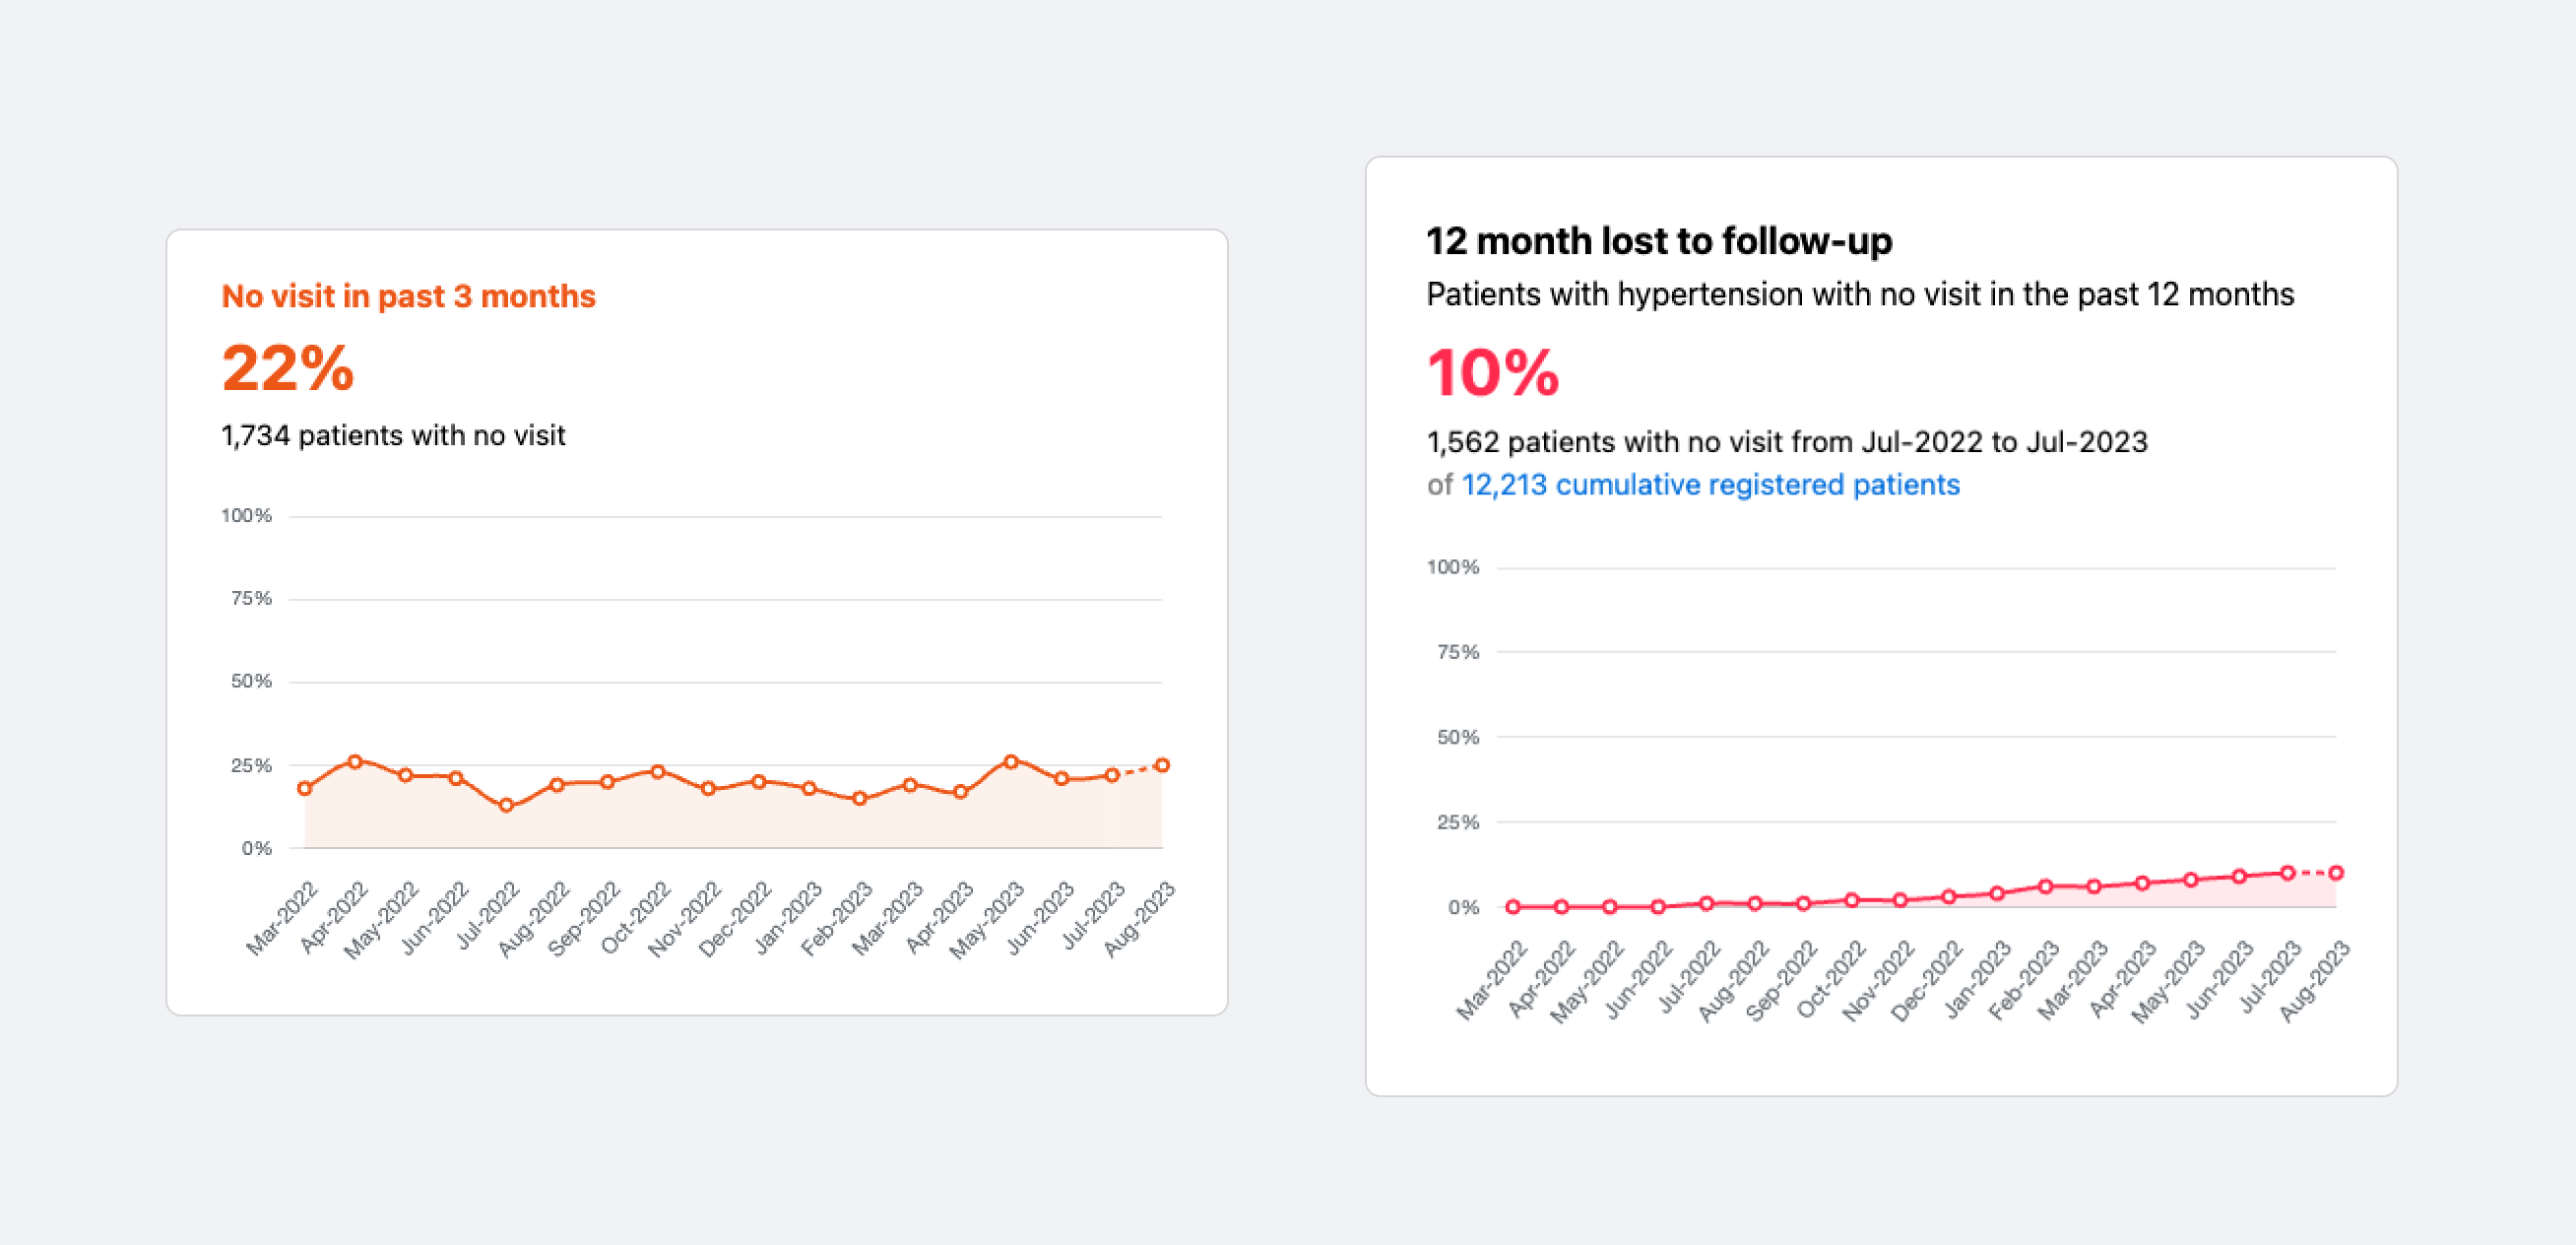 No visit in past 3 months
22%
1,734 patients with no visit
100%
75%
50%
25%
0%
Mar-2022
Apr-2022
May-2022
Jun-2022
Jul-2022
Aug-2022
Sep-2022
Oct-2022
Nov-2022
Dec-2022
Jan-2023
Feb-2023
Mar-2023
Apr-2023
May-2023
Jun-2023
Jul-2023
Aug-2023
12 month lost to follow-up
Patients with hypertension with no visit in the past 12 months
10%
1,562 patients with no visit from Jul-2022 to Jul-2023
of 12,213 cumulative registered patients
100%
75%
50%
25%
0%
Mar-2022
Apr-2022
May-2022
Jun-2022
Jul-2022
Aug-2022
Sep-2022
Oct-2022
Nov-2022
Dec-2022
Jan-2023
Feb-2023
Mar-2023
Apr-2023
May-2023
Jun-2023
Jul-2023
Aug-2023